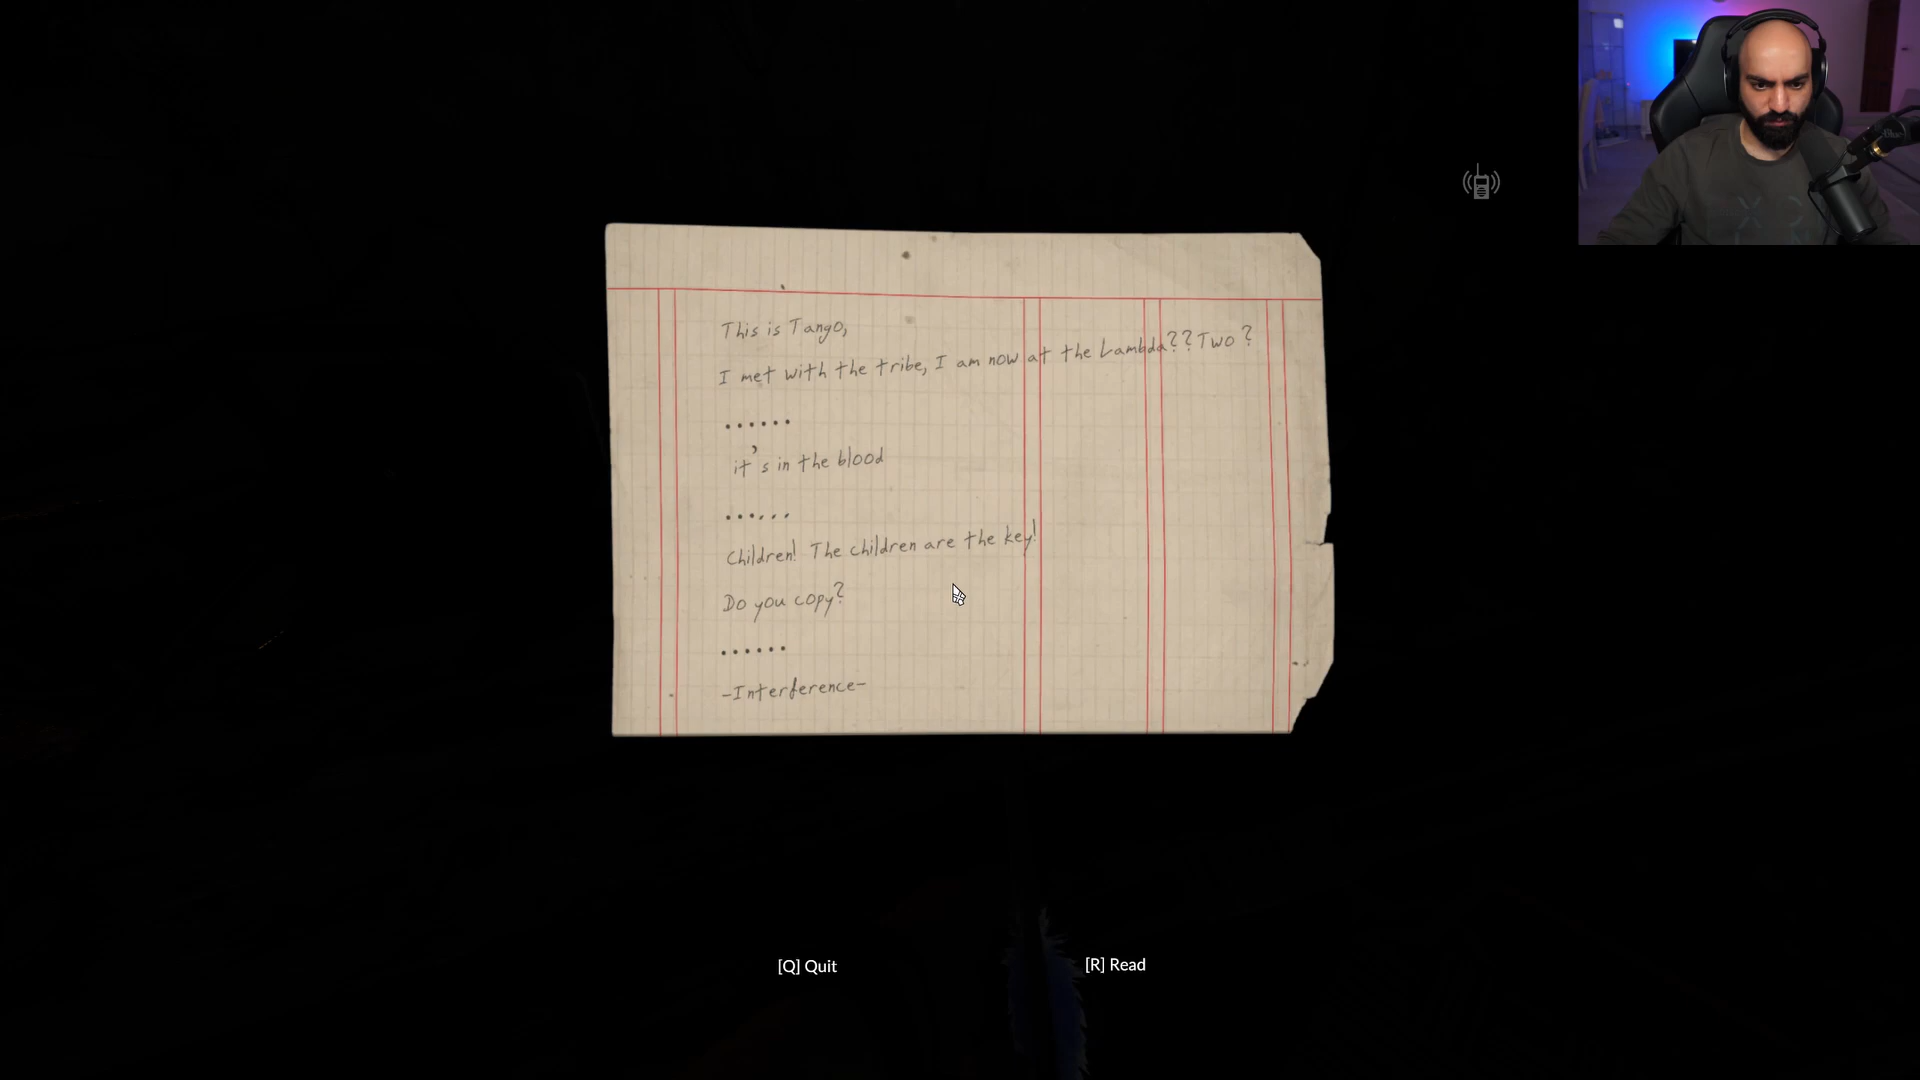 This is Tango,
I met with the tribe, I am now at the Lambda?? Two?
......
it's in the blood
......
Children! The children are the key!
Do you copy?
......
-Interference-
[Q] Quit
[R] Read